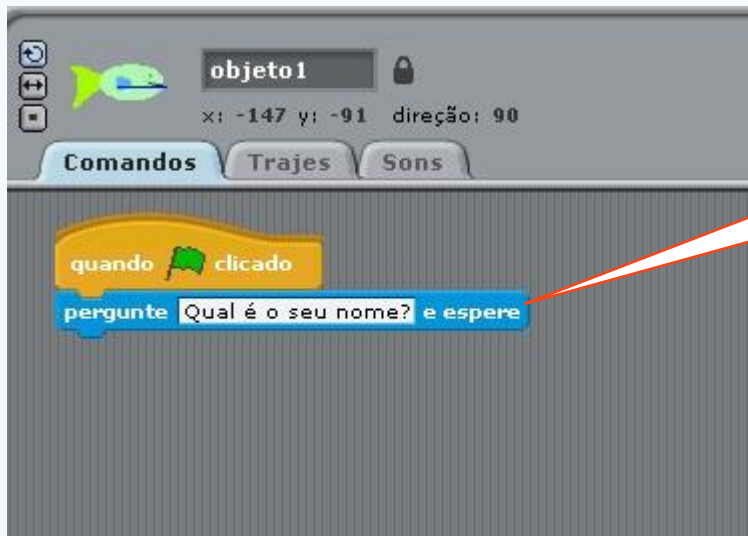 objeto1
x: -147 y: -91 direção: 90
Comandos Trajes Sons
quando clicado
pergunte Qual é o seu nome? e espere